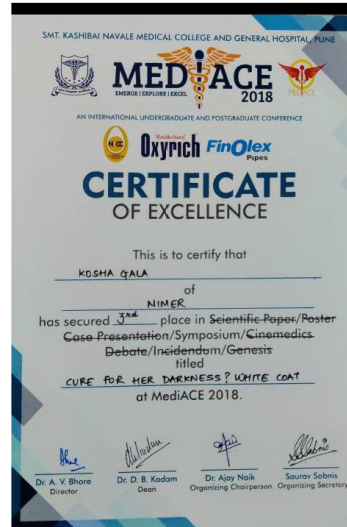 SMT. KASHIBAI NAVALE MEDICAL COLLEGE AND GENERAL HOSPITAL, PUNE
MEDIACE
EMERGE | EXPLORE | EXCEL
2018
MEDIACE
AN INTERNATIONAL UNDERGRADUATE AND POSTGRADUATE CONFERENCE
Oxyrich FinOlex
Pipes
CERTIFICATE
OF EXCELLENCE
This is to certify that
KOSHA GALA
of
NIMER
has secured 3rd place in Scientific Paper/Poster
Case Presentation/Symposium/Cinemedics
Debate/Incidendum/Genesis
titled
CURE FOR HER DARKNESS? WHITE COAT
at MediACE 2018.
Dr. A. V. Bhore
Director
Dr. D. B. Kadam
Dean
Dr. Ajay Naik
Organizing Chairperson
Saurav Sabnis
Organizing Secretory